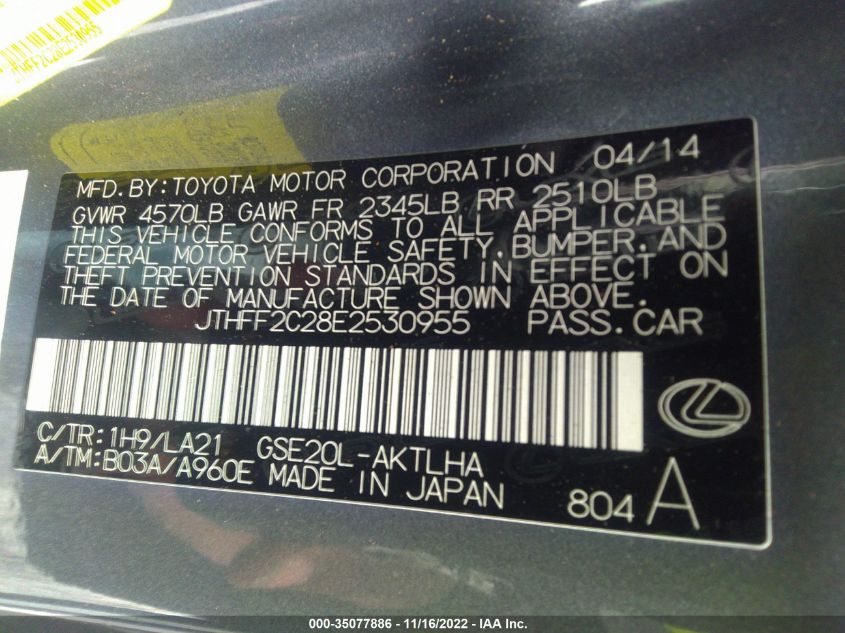 JTHFF2C28E2530955
MFD.BY:TOYOTA MOTOR CORPORATION 04/14
GVWR 4570LB GAWR FR 2345LB RR 2510LB
THIS VEHICLE CONFORMS TO ALL APPLICABLE
FEDERAL MOTOR VEHICLE SAFETY,BUMPER,AND
THEFT PREVENTION STANDARDS IN EFFECT ON
THE DATE OF MANUFACTURE SHOWN ABOVE.
JTHFF2C28E2530955 PASS.CAR
C/TR:1H9/LA21 GSE20L-AKTLHA
A/TM:B03A/A960E MADE IN JAPAN
804 A
000-35077886 - 11/16/2022 - IAA Inc.